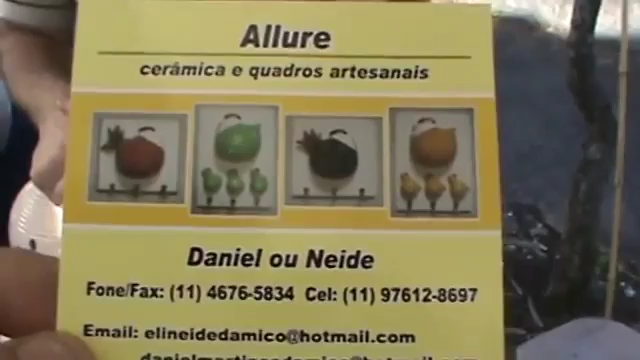 Allure
cerâmica e quadros artesanais
Daniel ou Neide
Fone/Fax: (11) 4676-5834 Cel: (11) 97612-8697
Email: elineidedamico@hotmail.com